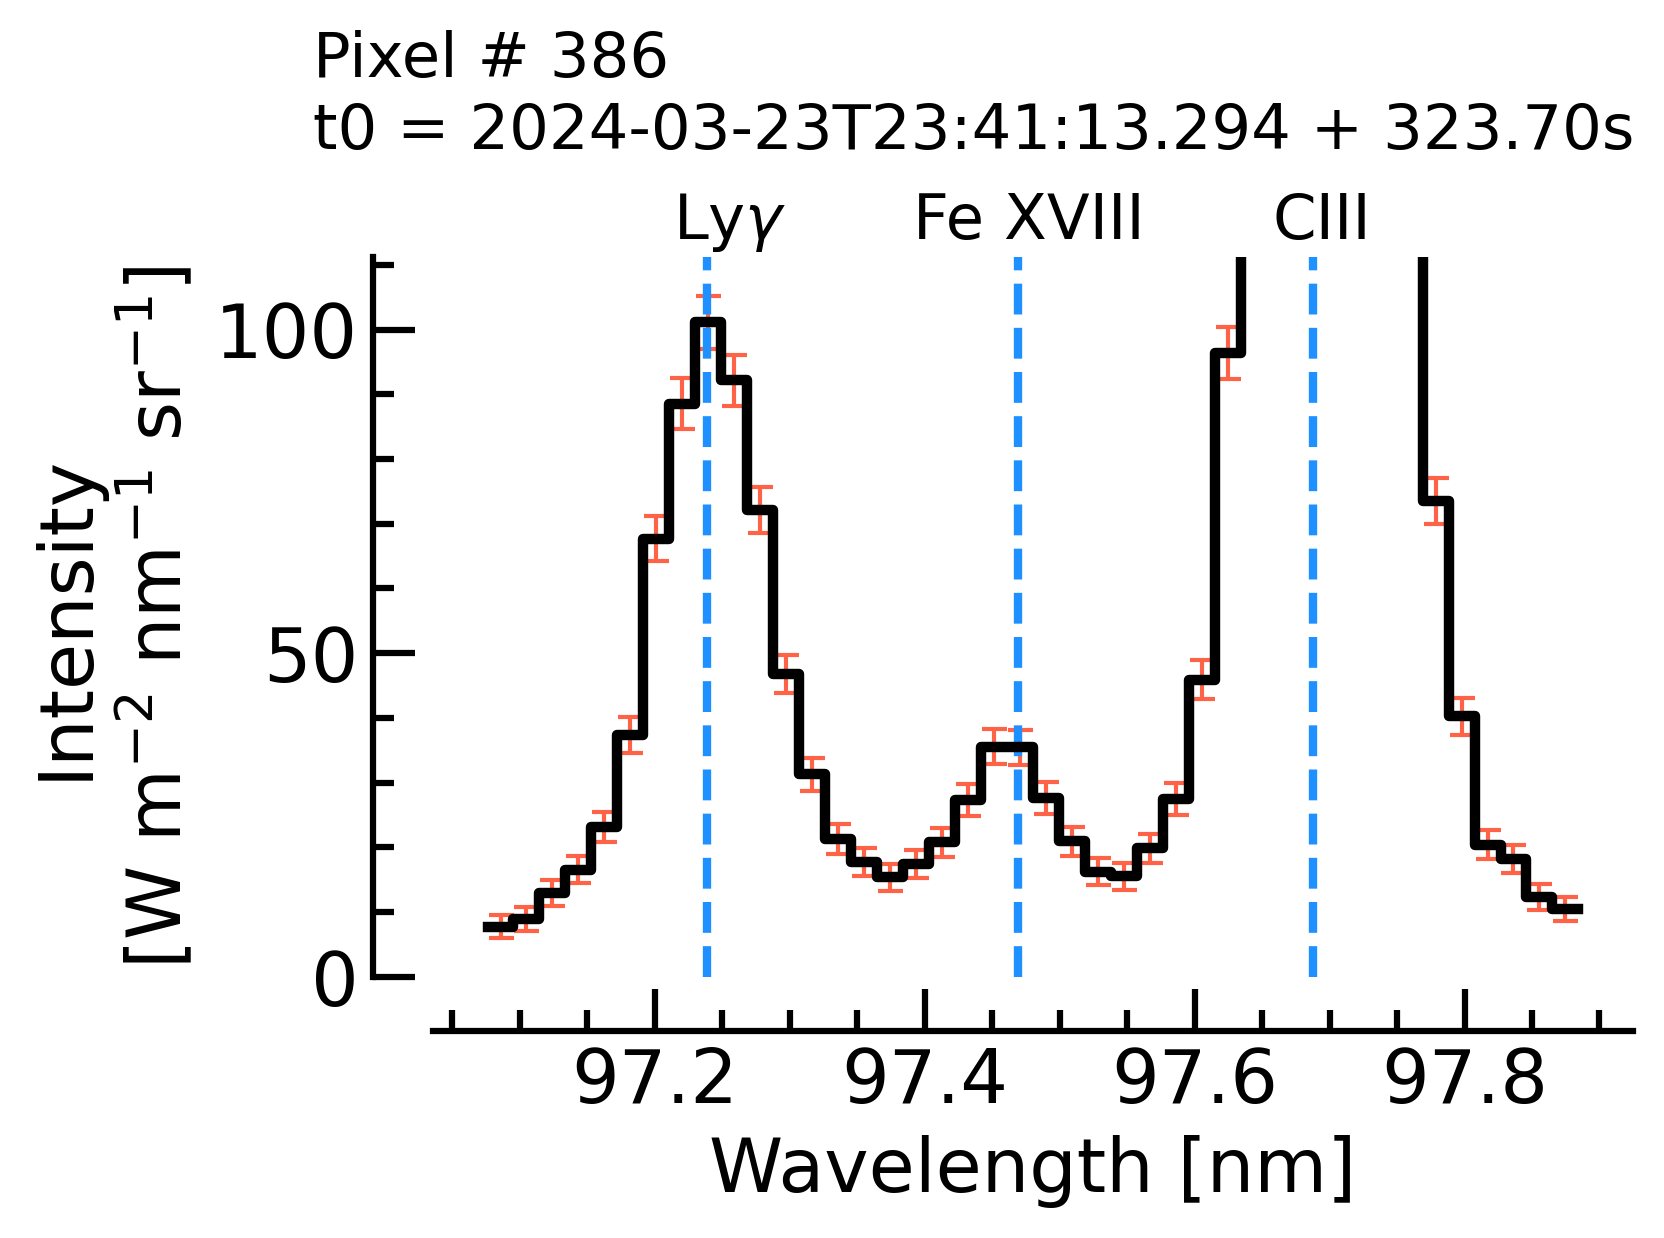 Pixel # 386
t0 = 2024-03-23T23:41:13.294 + 323.70s
Lyγ Fe XVIII CIII
Intensity
[W m⁻² nm⁻¹ sr⁻¹]
100
50
0
97.2 97.4 97.6 97.8
Wavelength [nm]